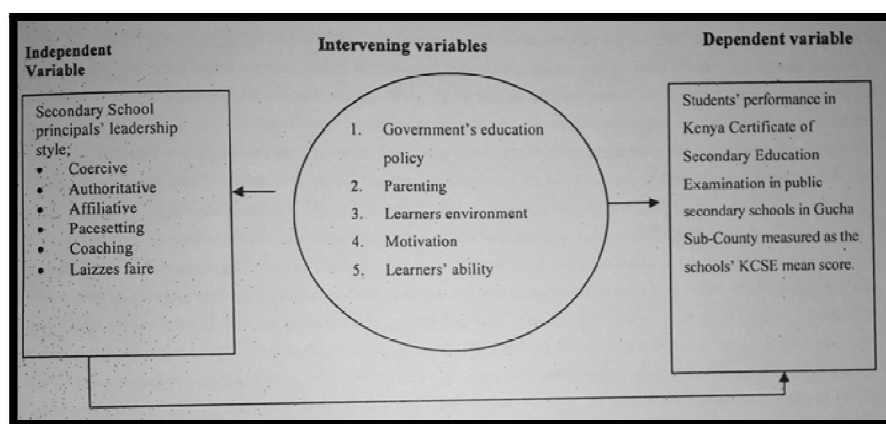 Independent
Variable
Intervening variables
Dependent variable
Secondary School
principals' leadership
style;
• Coercive
• Authoritative
• Affiliative
• Pacesetting
• Coaching
• Laizzes faire
1. Government's education
policy
2. Parenting
3. Learners environment
4. Motivation
5. Learners' ability
Students' performance in
Kenya Certificate of
Secondary Education
Examination in public
secondary schools in Gucha
Sub-County measured as the
schools' KCSE mean score.